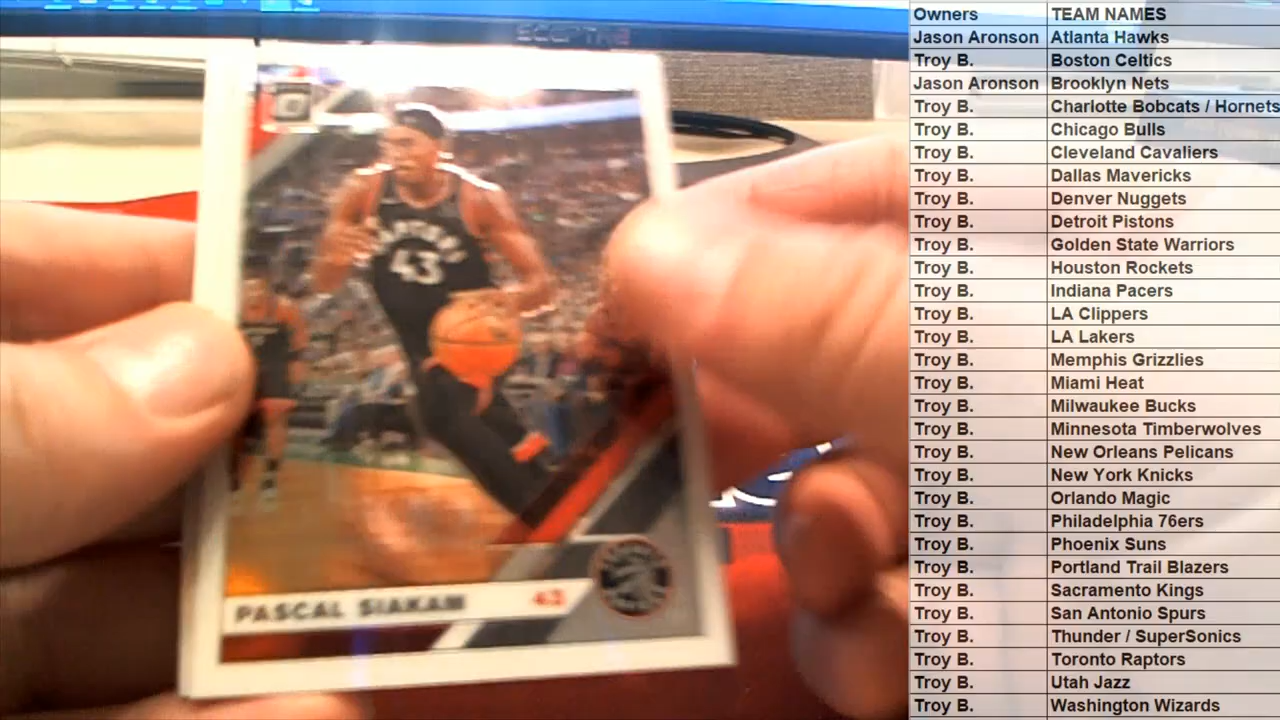 ECEPTRE
RAPTORS
43
PASCAL SIAKAM 43
Owners TEAM NAMES
Jason Aronson Atlanta Hawks
Troy B. Boston Celtics
Jason Aronson Brooklyn Nets
Troy B. Charlotte Bobcats / Hornets
Troy B. Chicago Bulls
Troy B. Cleveland Cavaliers
Troy B. Dallas Mavericks
Troy B. Denver Nuggets
Troy B. Detroit Pistons
Troy B. Golden State Warriors
Troy B. Houston Rockets
Troy B. Indiana Pacers
Troy B. LA Clippers
Troy B. LA Lakers
Troy B. Memphis Grizzlies
Troy B. Miami Heat
Troy B. Milwaukee Bucks
Troy B. Minnesota Timberwolves
Troy B. New Orleans Pelicans
Troy B. New York Knicks
Troy B. Orlando Magic
Troy B. Philadelphia 76ers
Troy B. Phoenix Suns
Troy B. Portland Trail Blazers
Troy B. Sacramento Kings
Troy B. San Antonio Spurs
Troy B. Thunder / SuperSonics
Troy B. Toronto Raptors
Troy B. Utah Jazz
Troy B. Washington Wizards